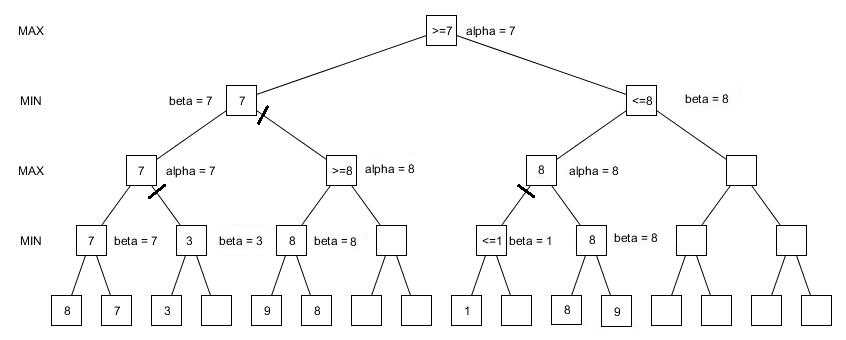 MAX >=7 alpha = 7
MIN beta = 7 7 <=8 beta = 8
MAX 7 alpha = 7 >=8 alpha = 8 8 alpha = 8
MIN 7 beta = 7 3 beta = 3 8 beta = 8 <=1 beta = 1 8 beta = 8
8 7 3 9 8 1 8 9